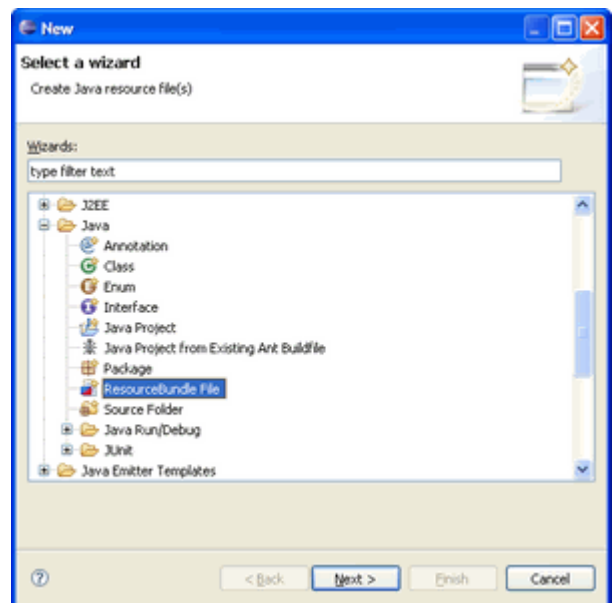 New
Select a wizard
Create Java resource file(s)
Wizards:
type filter text
J2EE
Java
Annotation
Class
Enum
Interface
Java Project
Java Project from Existing Ant Buildfile
Package
ResourceBundle File
Source Folder
Java Run/Debug
JUnit
Java Emitter Templates
< Back Next > Finish Cancel